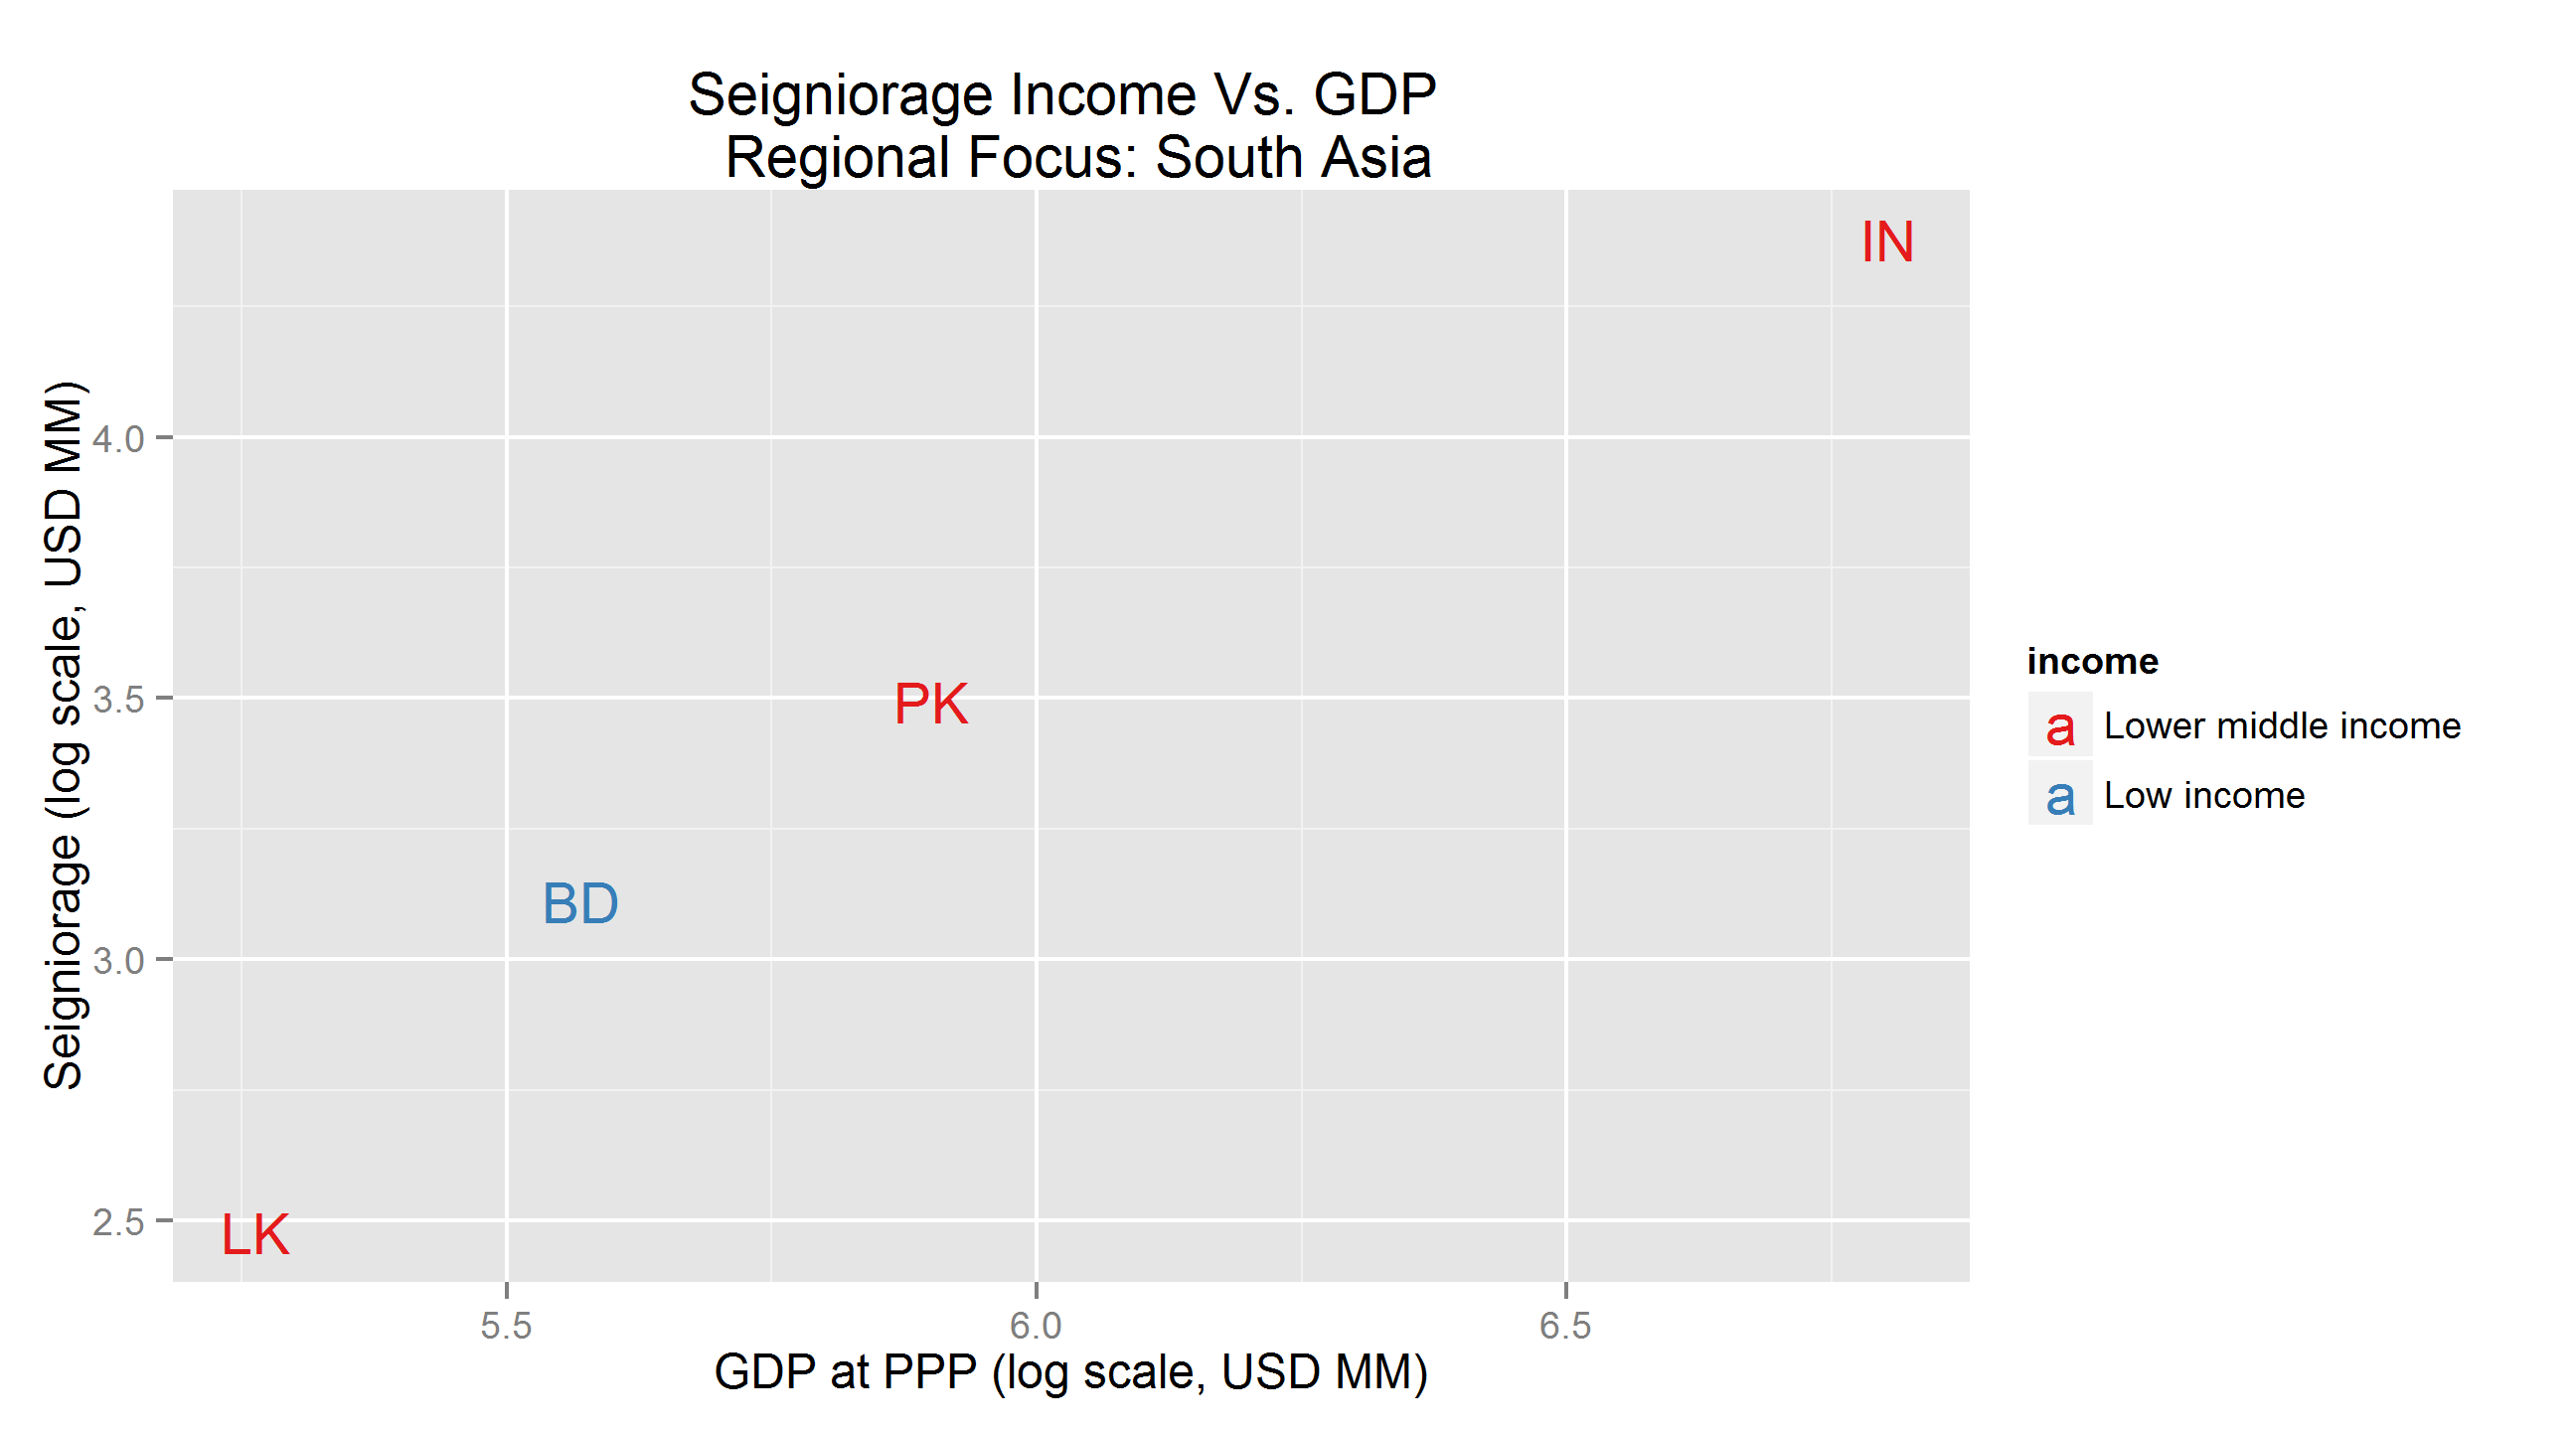 Seigniorage Income Vs. GDP
Regional Focus: South Asia
Seigniorage (log scale, USD MM)
4.0
3.5
3.0
2.5
IN
PK
BD
LK
5.5
6.0
6.5
GDP at PPP (log scale, USD MM)
income
a Lower middle income
a Low income